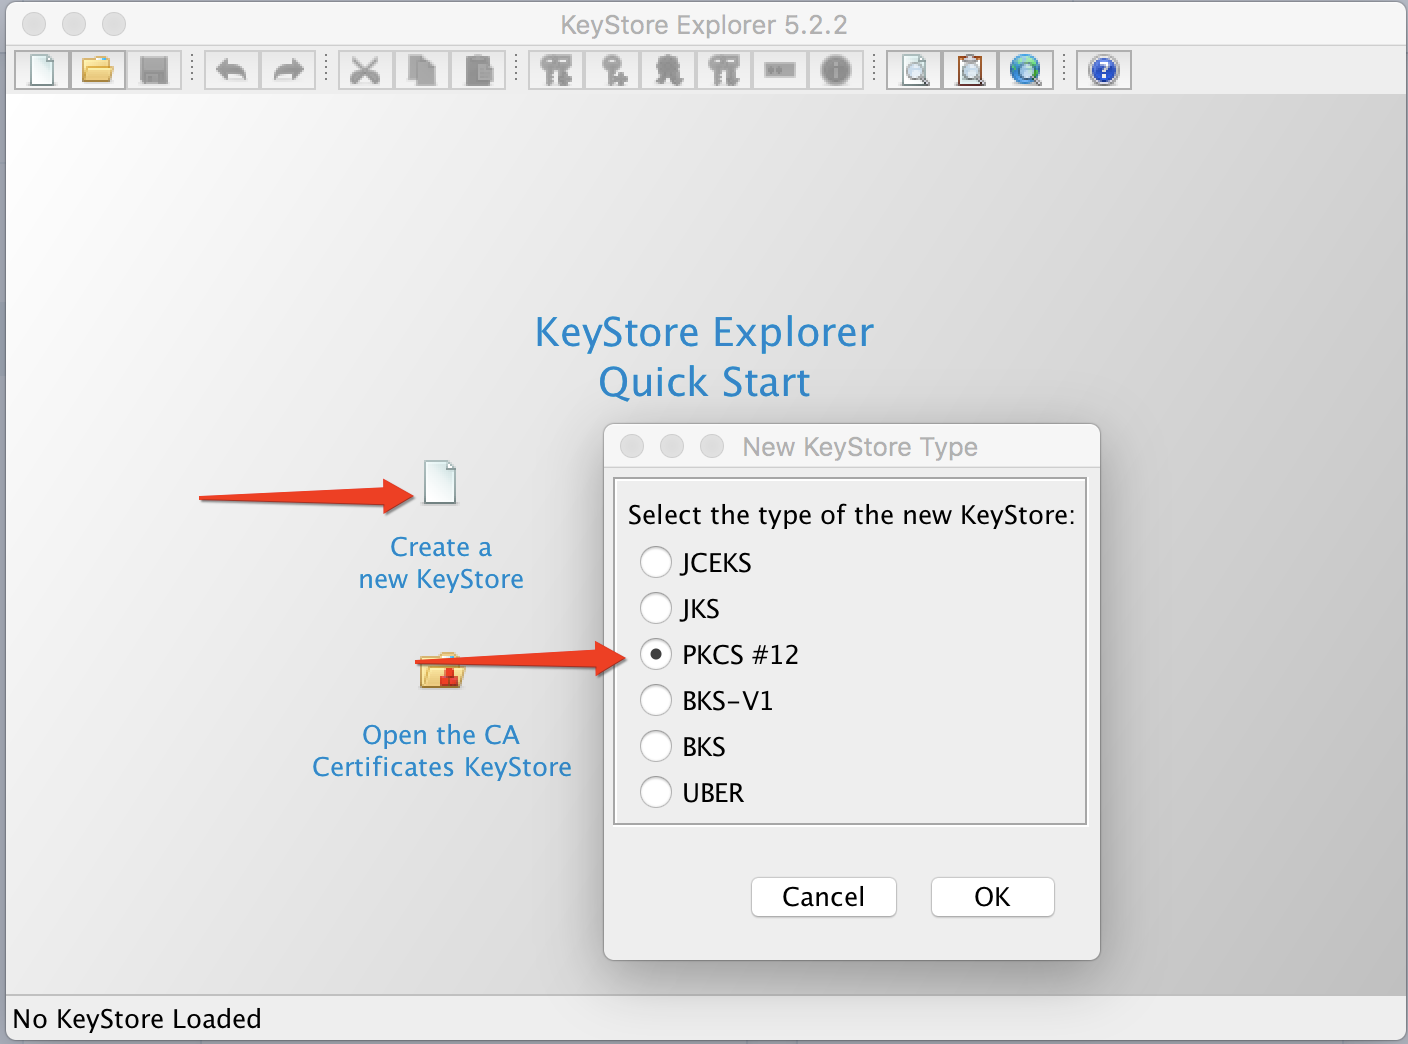 KeyStore Explorer 5.2.2
KeyStore Explorer
Quick Start
Create a
new KeyStore
Open the CA
Certificates KeyStore
New KeyStore Type
Select the type of the new KeyStore:
JCEKS
JKS
PKCS #12
BKS-V1
BKS
UBER
Cancel
OK
No KeyStore Loaded